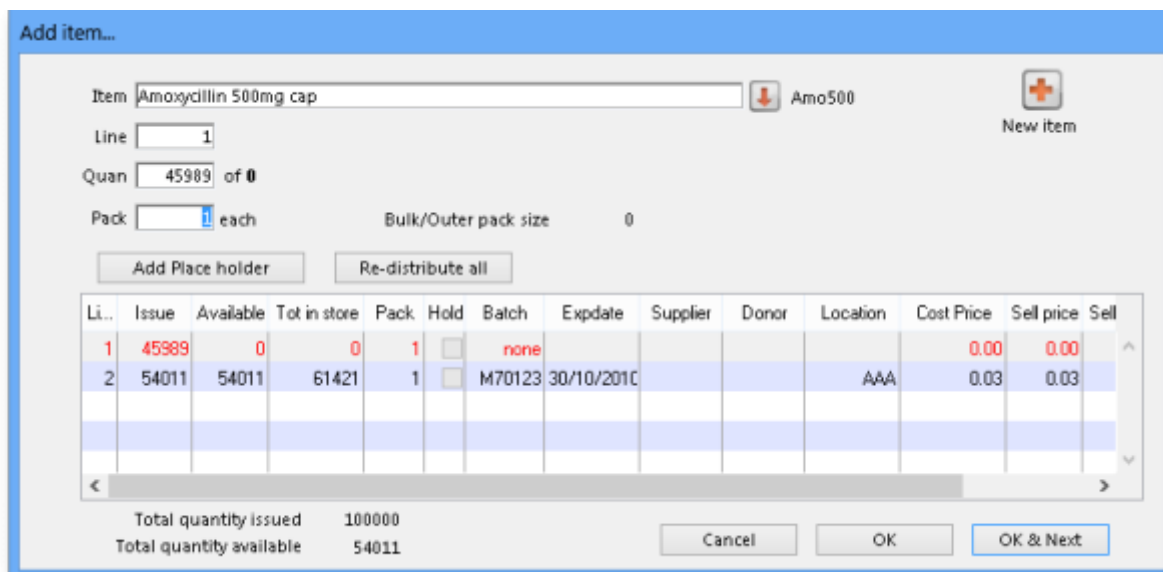 Add item...
Item Amoxycillin 500mg cap Amo500
New item
Line 1
Quan 45989 of 0
Pack 1 each Bulk/Outer pack size 0
Add Place holder Re-distribute all
Li... Issue Available Tot in store Pack Hold Batch Expdate Supplier Donor Location Cost Price Sell price Sell
1 45989 0 0 1 none 0.00 0.00
2 54011 54011 61421 1 M70123 30/10/2010 AAA 0.03 0.03
Total quantity issued 100000
Total quantity available 54011
Cancel OK OK & Next